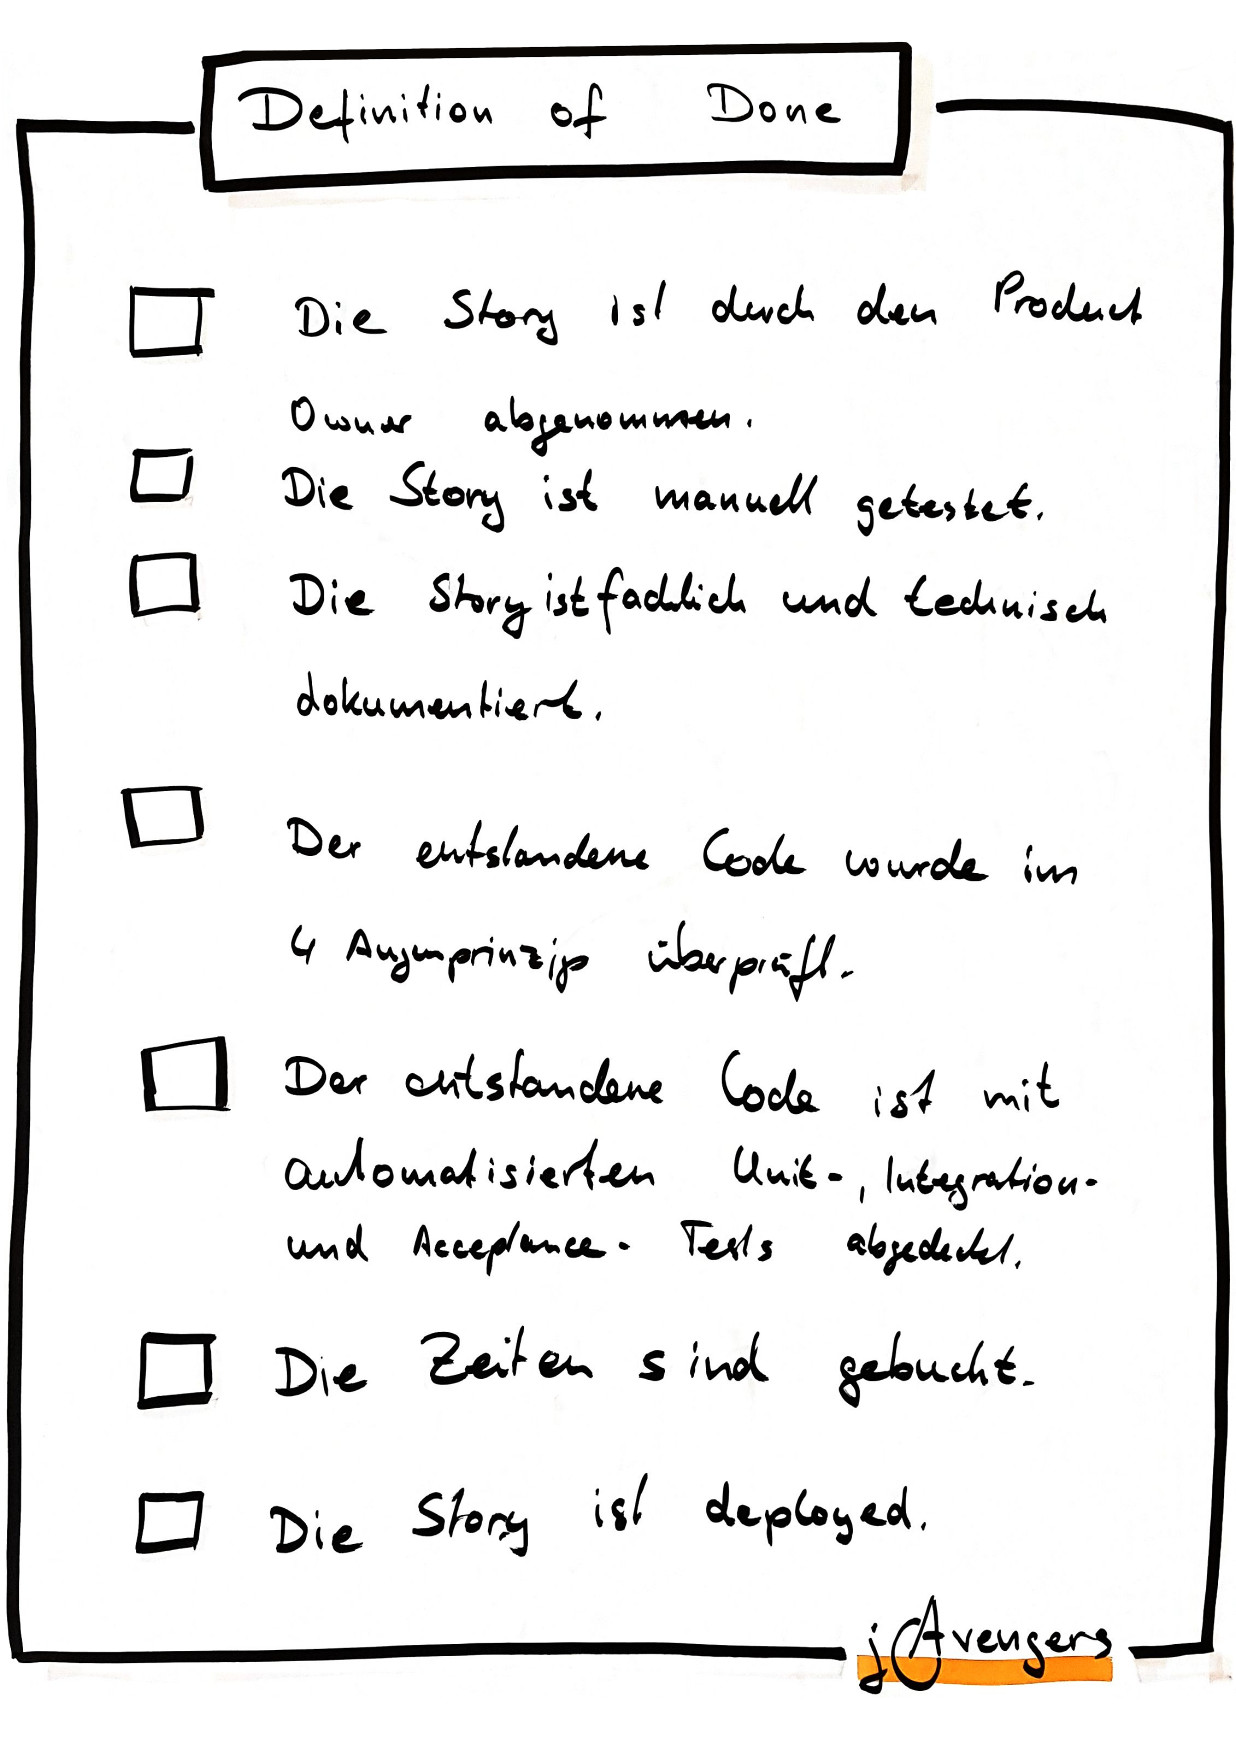 Definition of Done
Die Story ist durch den Product
Owner abgenommen.
Die Story ist manuell getestet.
Die Story ist fachlich und technisch
dokumentiert.
Der entstandene Code wurde im
4 Augenprinzip überprüft.
Der entstandene Code ist mit
automatisierten Unit-, Integration-
und Acceptance- Tests abgedeckt.
Die Zeiten sind gebucht.
Die Story ist deployed.
jAvengers